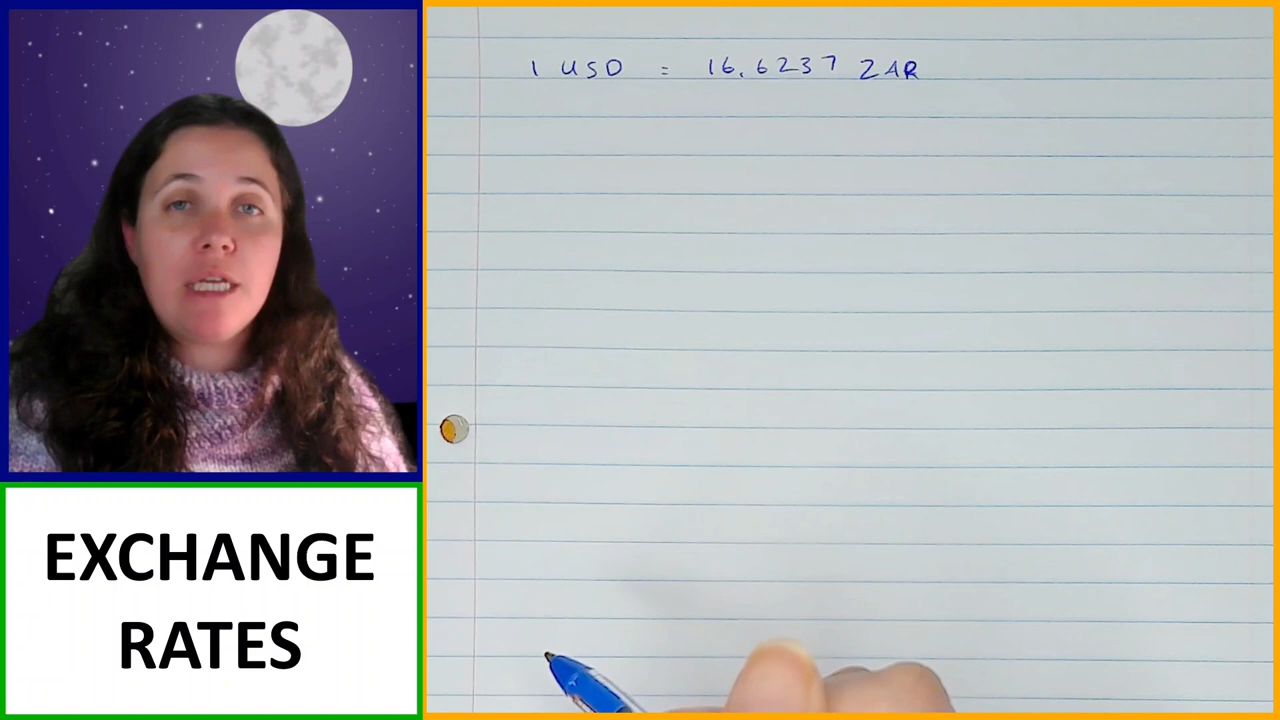 1 USD = 16.6237 ZAR
EXCHANGE
RATES